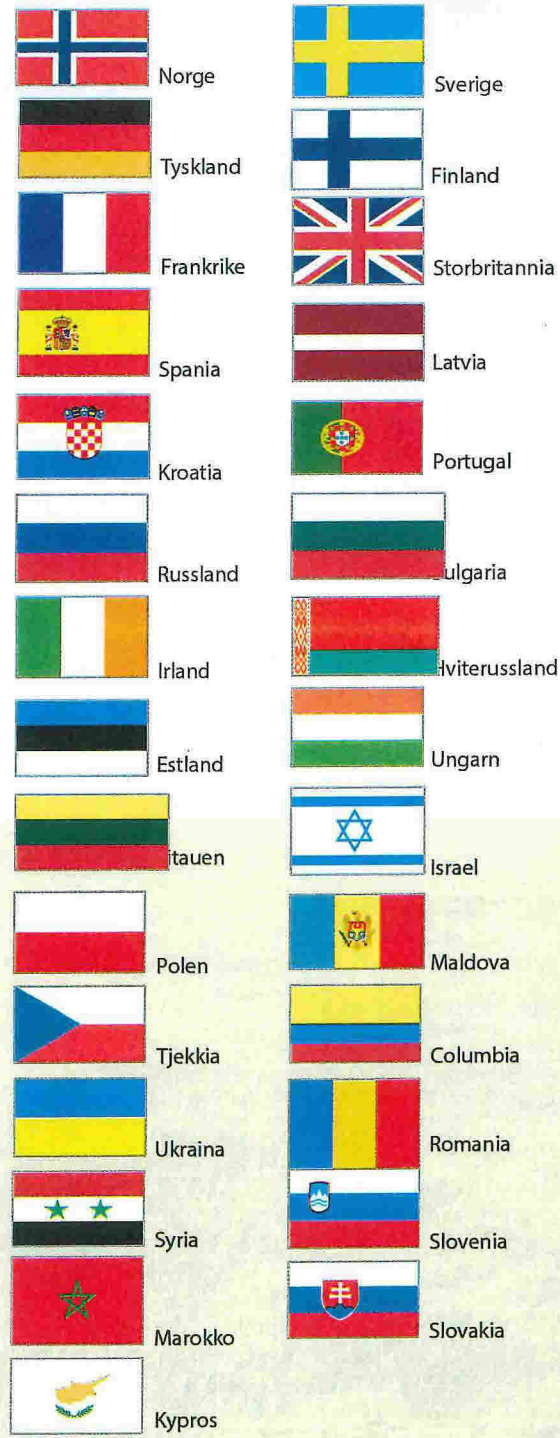 Norge
Sverige
Tyskland
Finland
Frankrike
Storbritannia
Spania
Latvia
Kroatia
Portugal
Russland
ulgaria
Irland
Hviterussland
Estland
Ungarn
itauen
Israel
Polen
Maldova
Tjekkia
Columbia
Ukraina
Romania
Syria
Slovenia
Marokko
Slovakia
Kypros